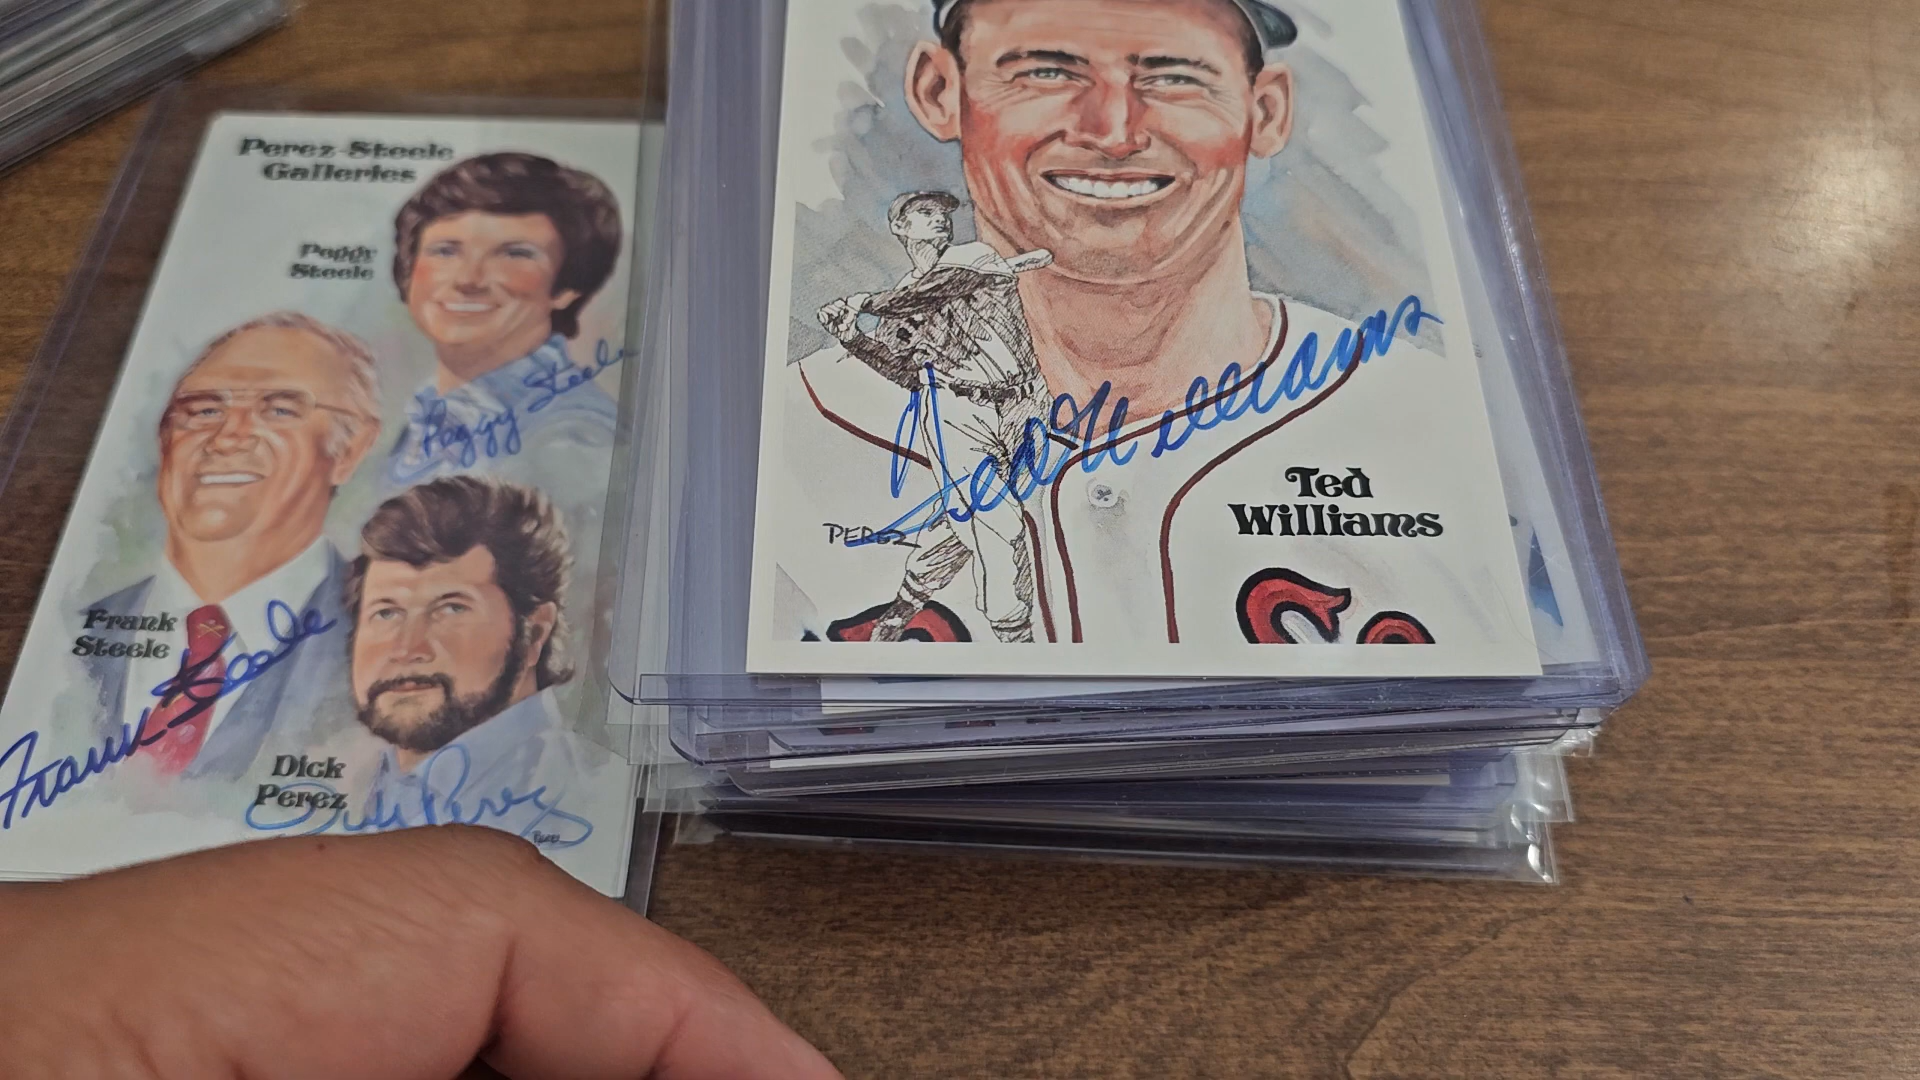 Perez-Steele
Galleries
Peggy
Steele
Peggy Steele
Frank
Steele
Frank Steele
Dick
Perez
Dick Perez
Ted Williams
PEREZ
Ted
Williams